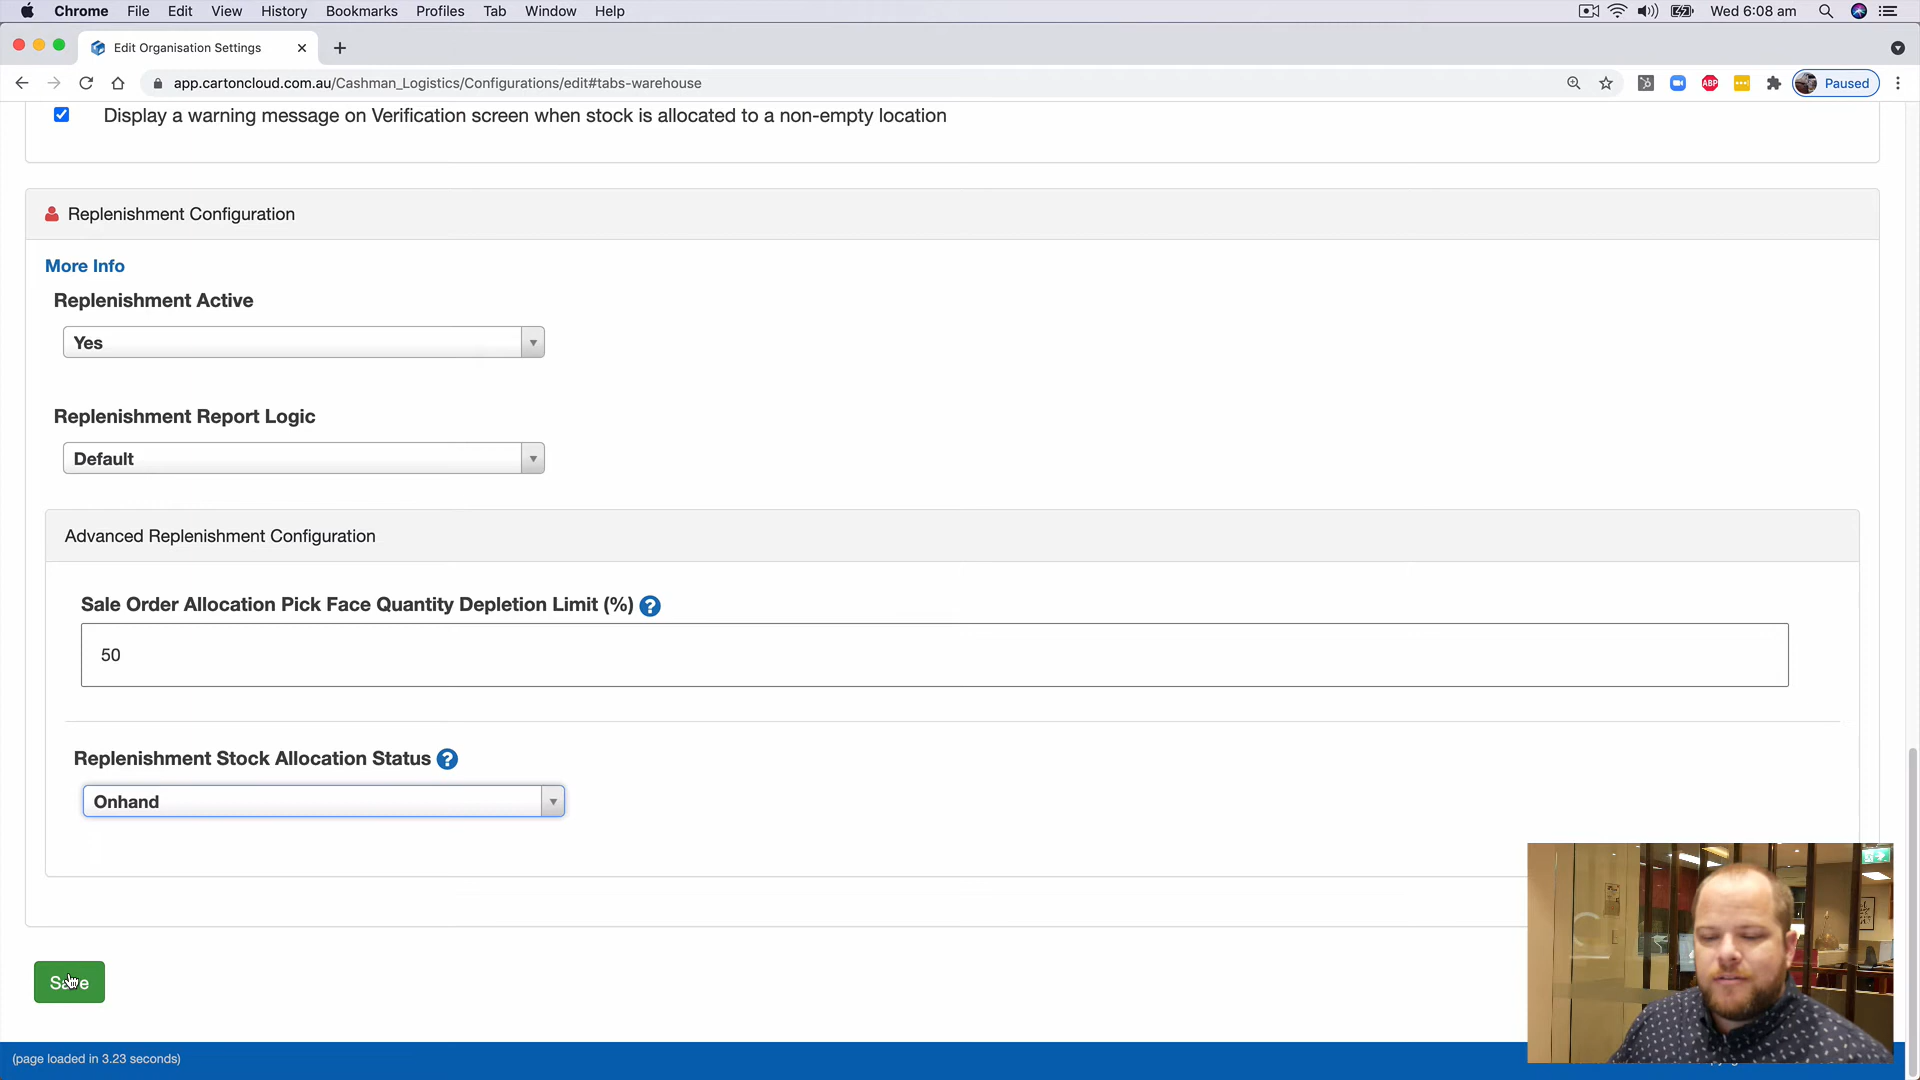 Chrome File Edit View History Bookmarks Profiles Tab Window Help Wed 6:08 am
Edit Organisation Settings
app.cartoncloud.com.au/Cashman_Logistics/Configurations/edit#tabs-warehouse ABP Paused
Display a warning message on Verification screen when stock is allocated to a non-empty location
Replenishment Configuration
More Info
Replenishment Active
Yes
Replenishment Report Logic
Default
Advanced Replenishment Configuration
Sale Order Allocation Pick Face Quantity Depletion Limit (%) ?
50
Replenishment Stock Allocation Status ?
Onhand
Save
(page loaded in 3.23 seconds)